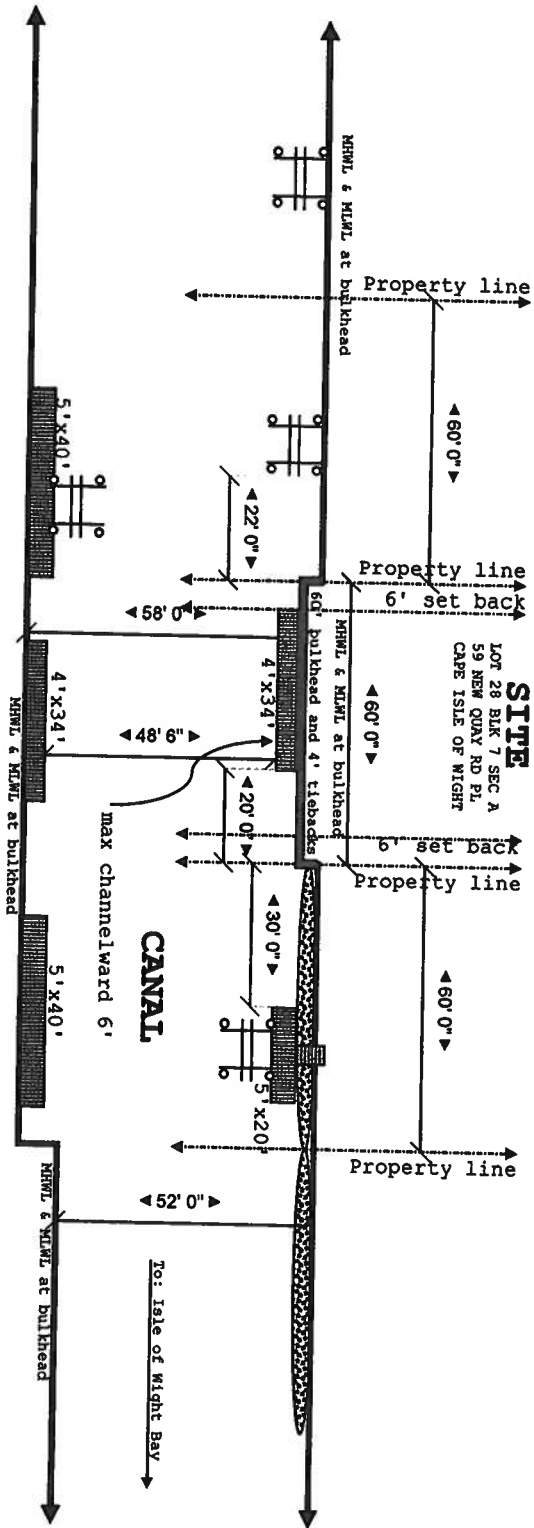 SITE
LOT 28 BLK 7 SEC A
59 NEW QUAY RD PL
CAPE ISLE OF WIGHT
Property line
60' 0"
Property line
6' set back
60' 0"
6' set back
Property line
60' 0"
Property line
MHWL & MLWL at bulkhead
MHWL & MLWL at bulkhead
60' bulkhead and 4' tiebacks
22' 0"
4'x34'
20' 0"
30' 0"
5'x20'
58' 0"
48' 6"
max channelward 6'
CANAL
52' 0"
To: Isle of Wight Bay
5'x40'
4'x34'
5'x40'
MHWL & MLWL at bulkhead
MHWL & MLWL at bulkhead